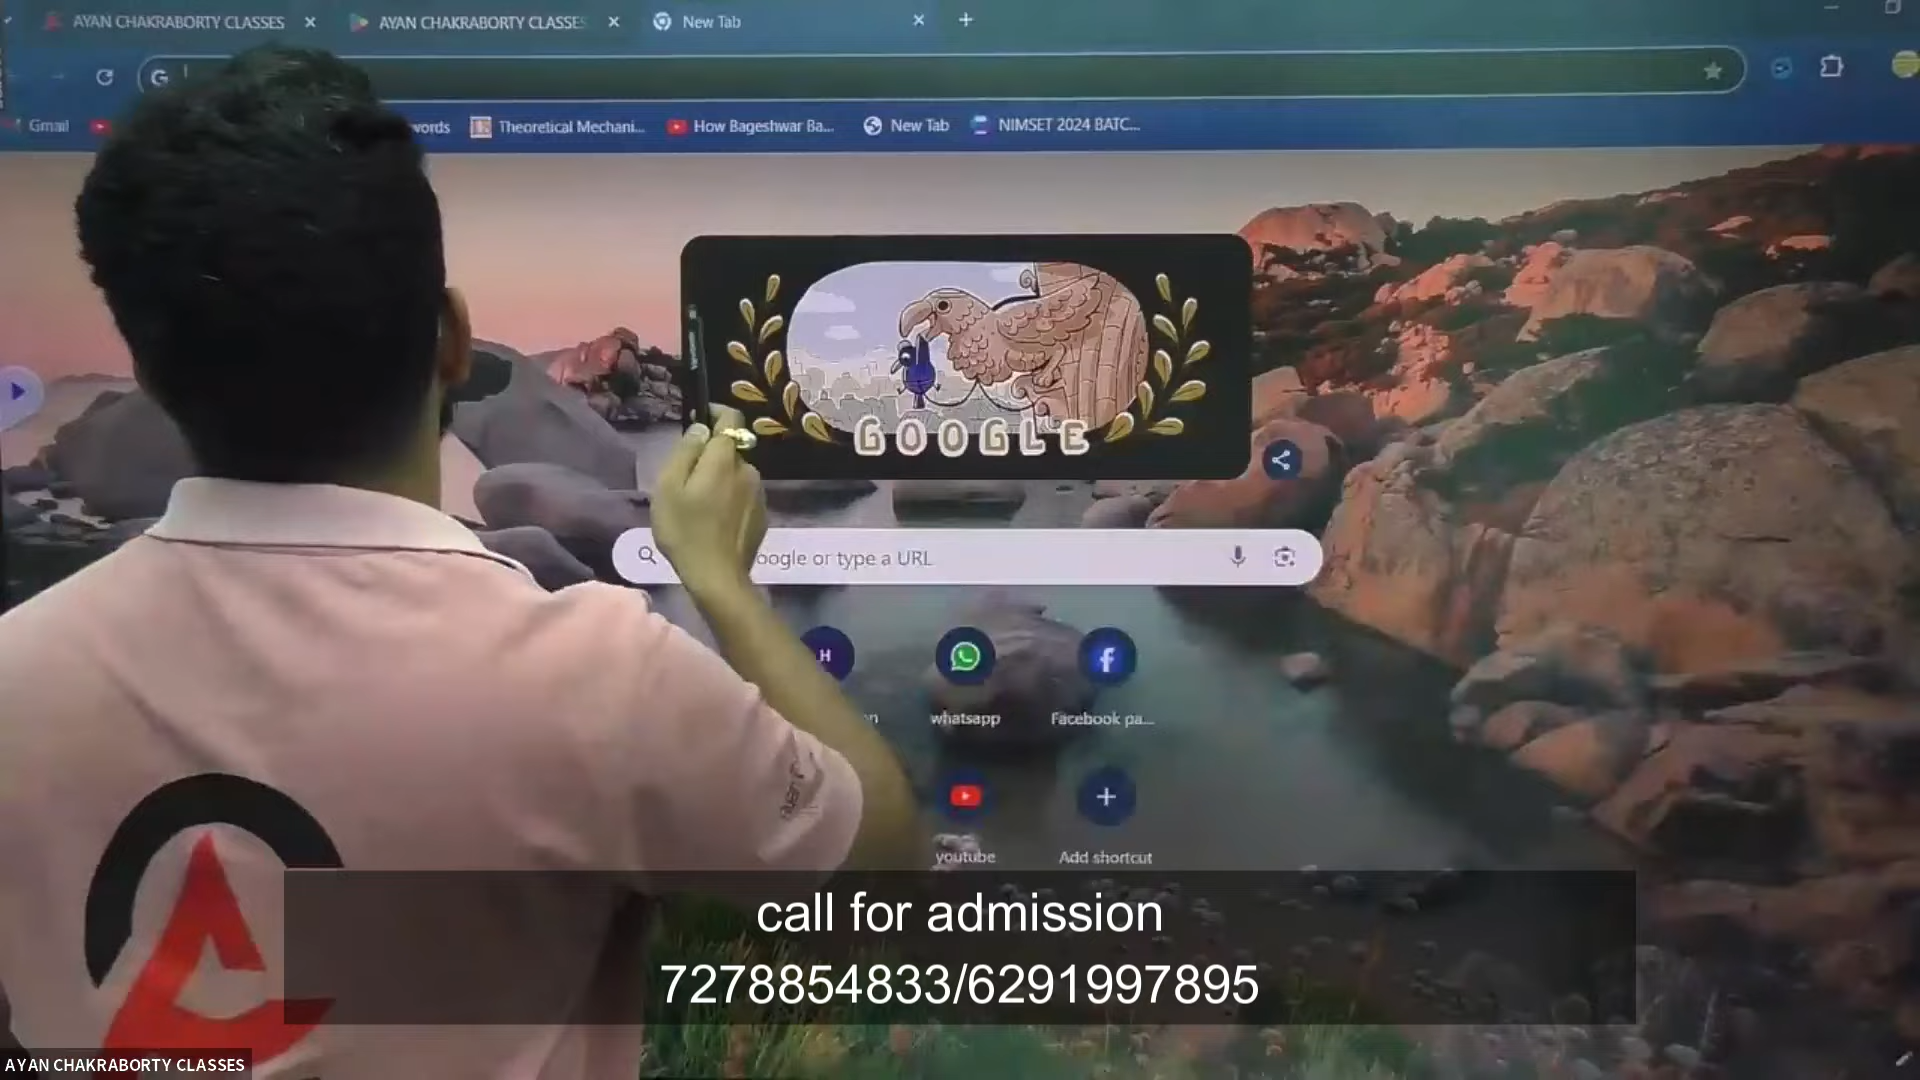 AYAN CHAKRABORTY CLASSES
AYAN CHAKRABORTY CLASSES
New Tab
Gmail
words
Theoretical Mechani...
How Bageshwar Ba...
New Tab
NIMSET 2024 BATC...
GOOGLE
oogle or type a URL
H
whatsapp
Facebook pa...
youtube
Add shortcut
call for admission
7278854833/6291997895
AYAN CHAKRABORTY CLASSES